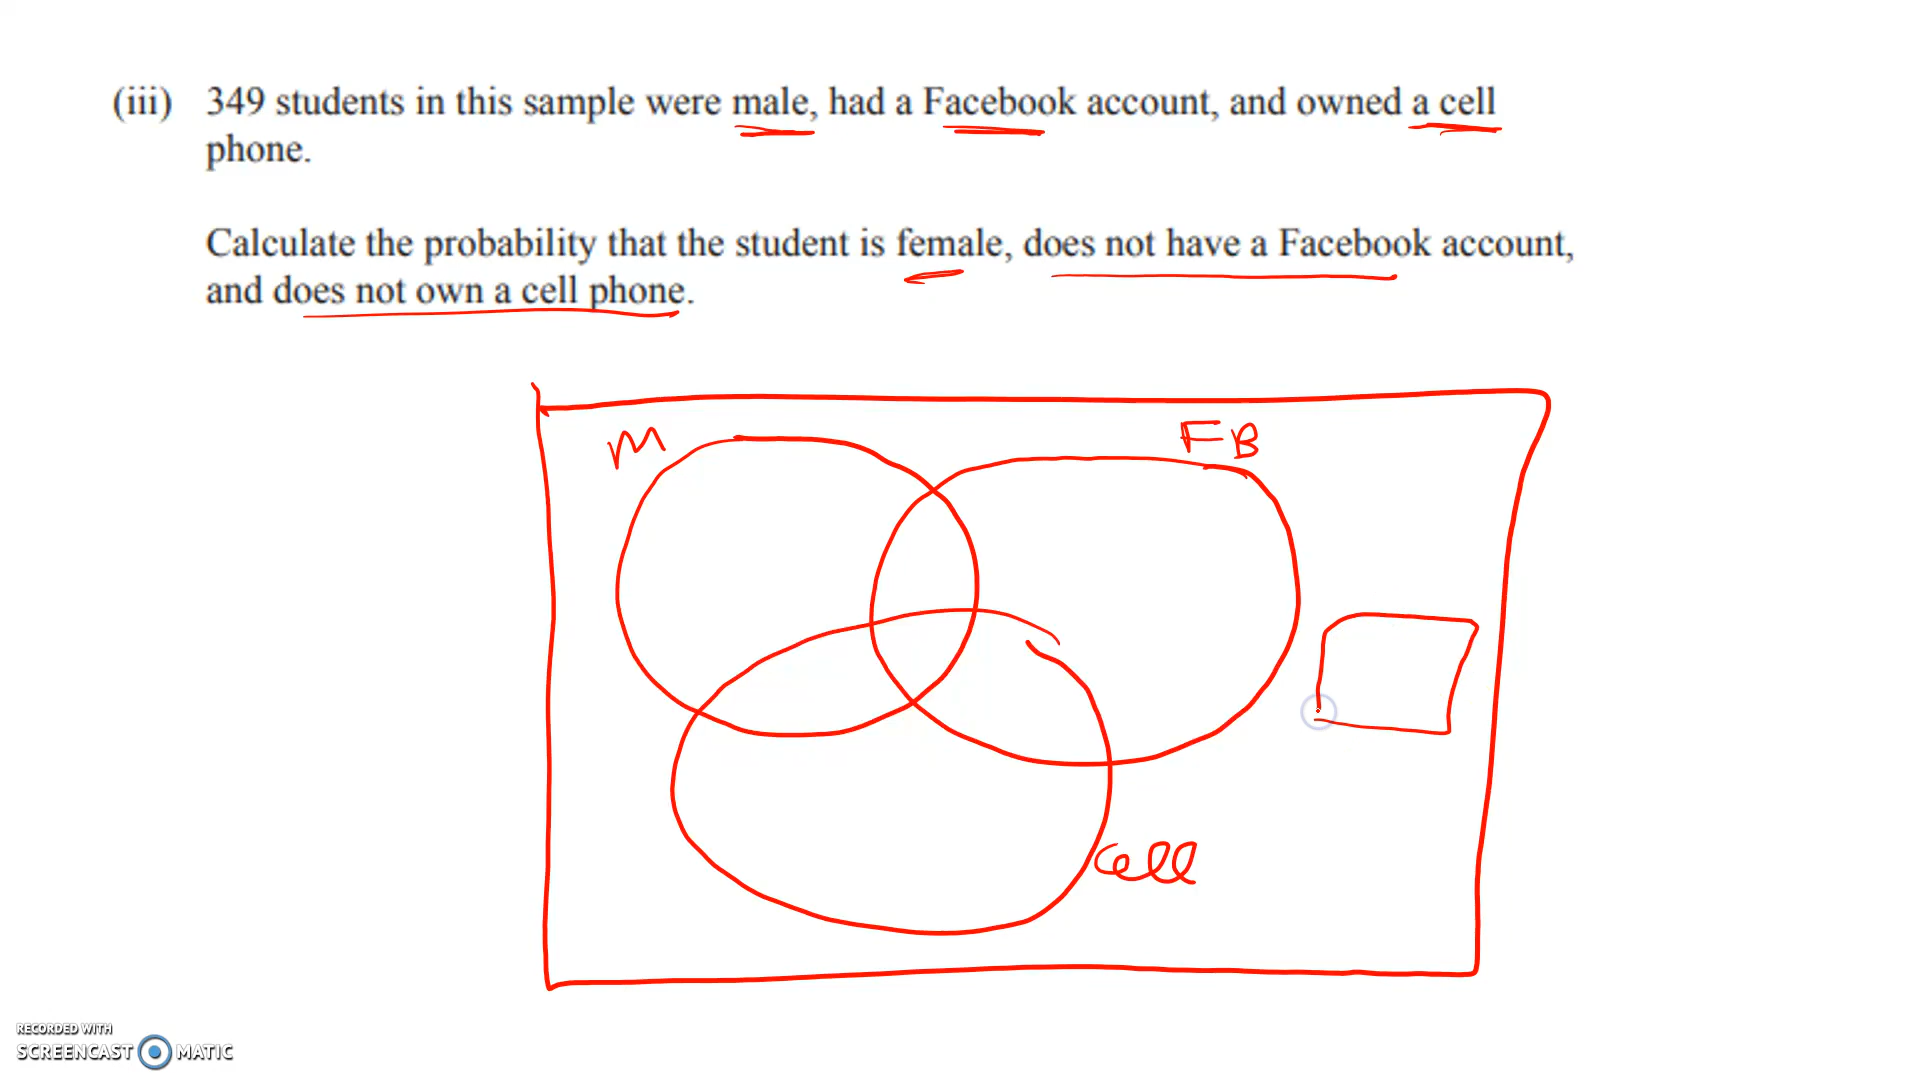 (iii) 349 students in this sample were male, had a Facebook account, and owned a cell
phone.
Calculate the probability that the student is female, does not have a Facebook account,
and does not own a cell phone.
M
FB
Cell
RECORDED WITH
SCREENCAST MATIC